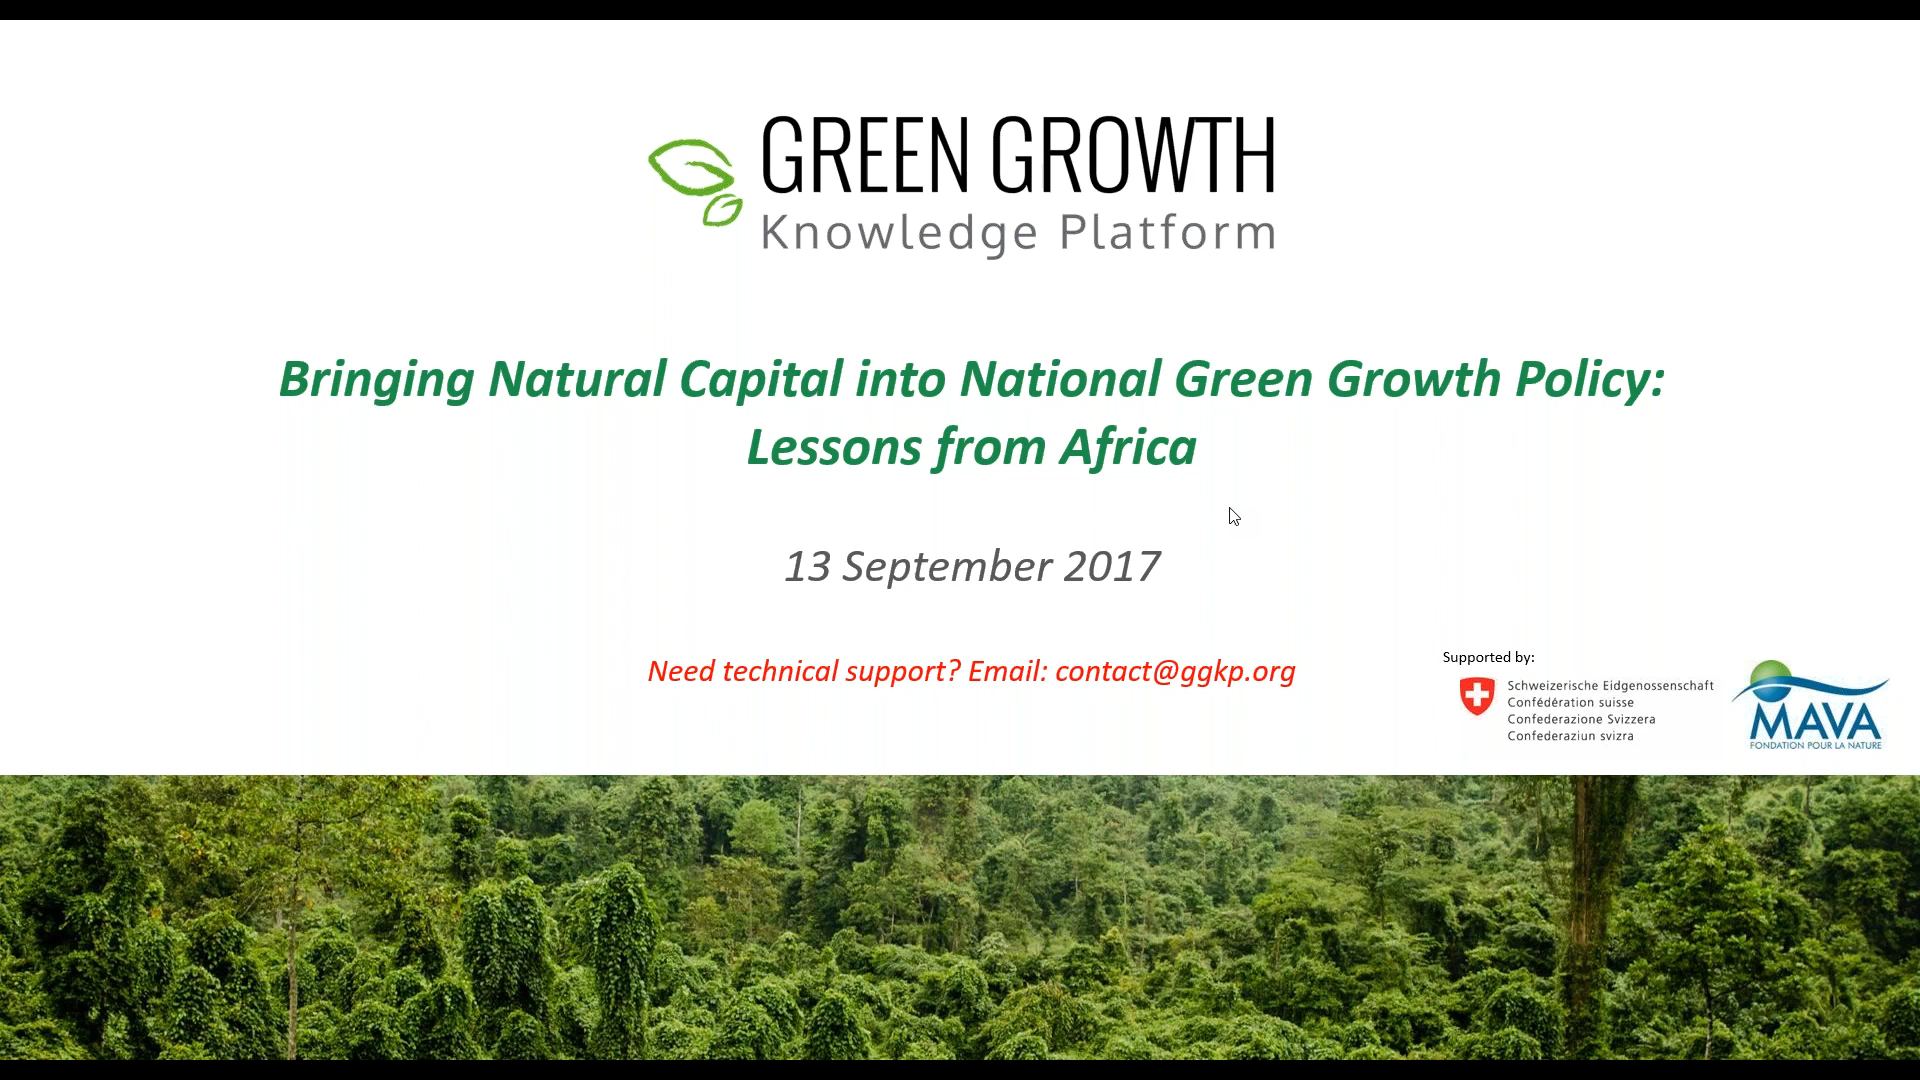 GREEN GROWTH
Knowledge Platform
Bringing Natural Capital into National Green Growth Policy:
Lessons from Africa
13 September 2017
Need technical support? Email: contact@ggkp.org
Supported by:
Schweizerische Eidgenossenschaft
Confédération suisse
Confederazione Svizzera
Confederaziun svizra
MAVA
FONDATION POUR LA NATURE